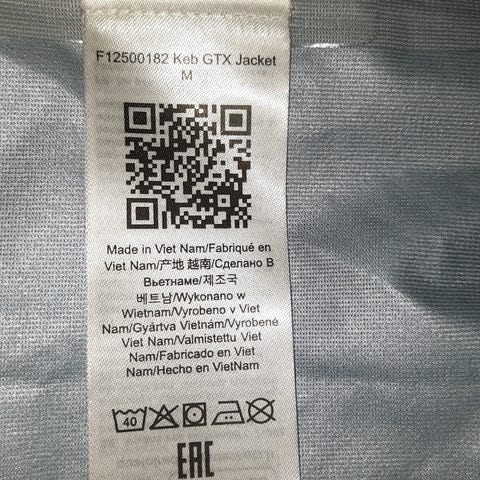 F12500182 Keb GTX Jacket
M
Made in Viet Nam/Fabriqué en
Viet Nam/产地 越南/Сделано В
Вьетнаме/제조국
베트남/Wykonano w
Wietnam/Vyrobeno v Viet
Nam/Gyártva Vietnám/Vyrobené
Viet Nam/Valmistettu Viet
Nam/Fabricado en Viet
Nam/Hecho en VietNam
40
EAC